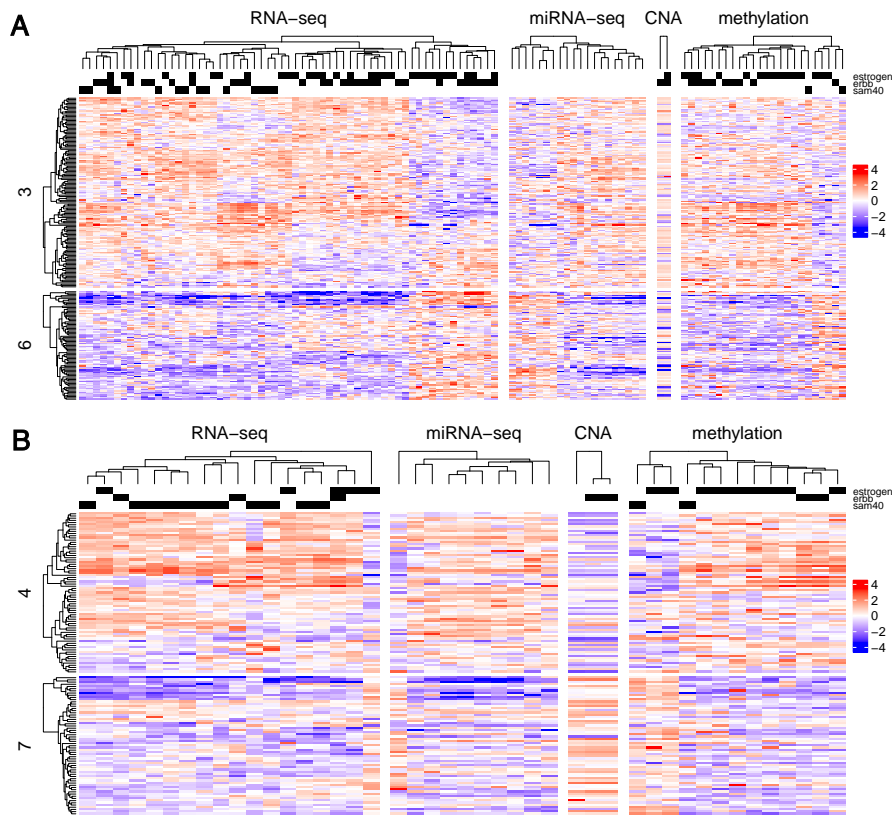 A
RNA−seq
miRNA−seq
CNA
methylation
estrogen
erbb
sam40
3
6
4
2
0
−2
−4
B
RNA−seq
miRNA−seq
CNA
methylation
estrogen
erbb
sam40
4
7
4
2
0
−2
−4